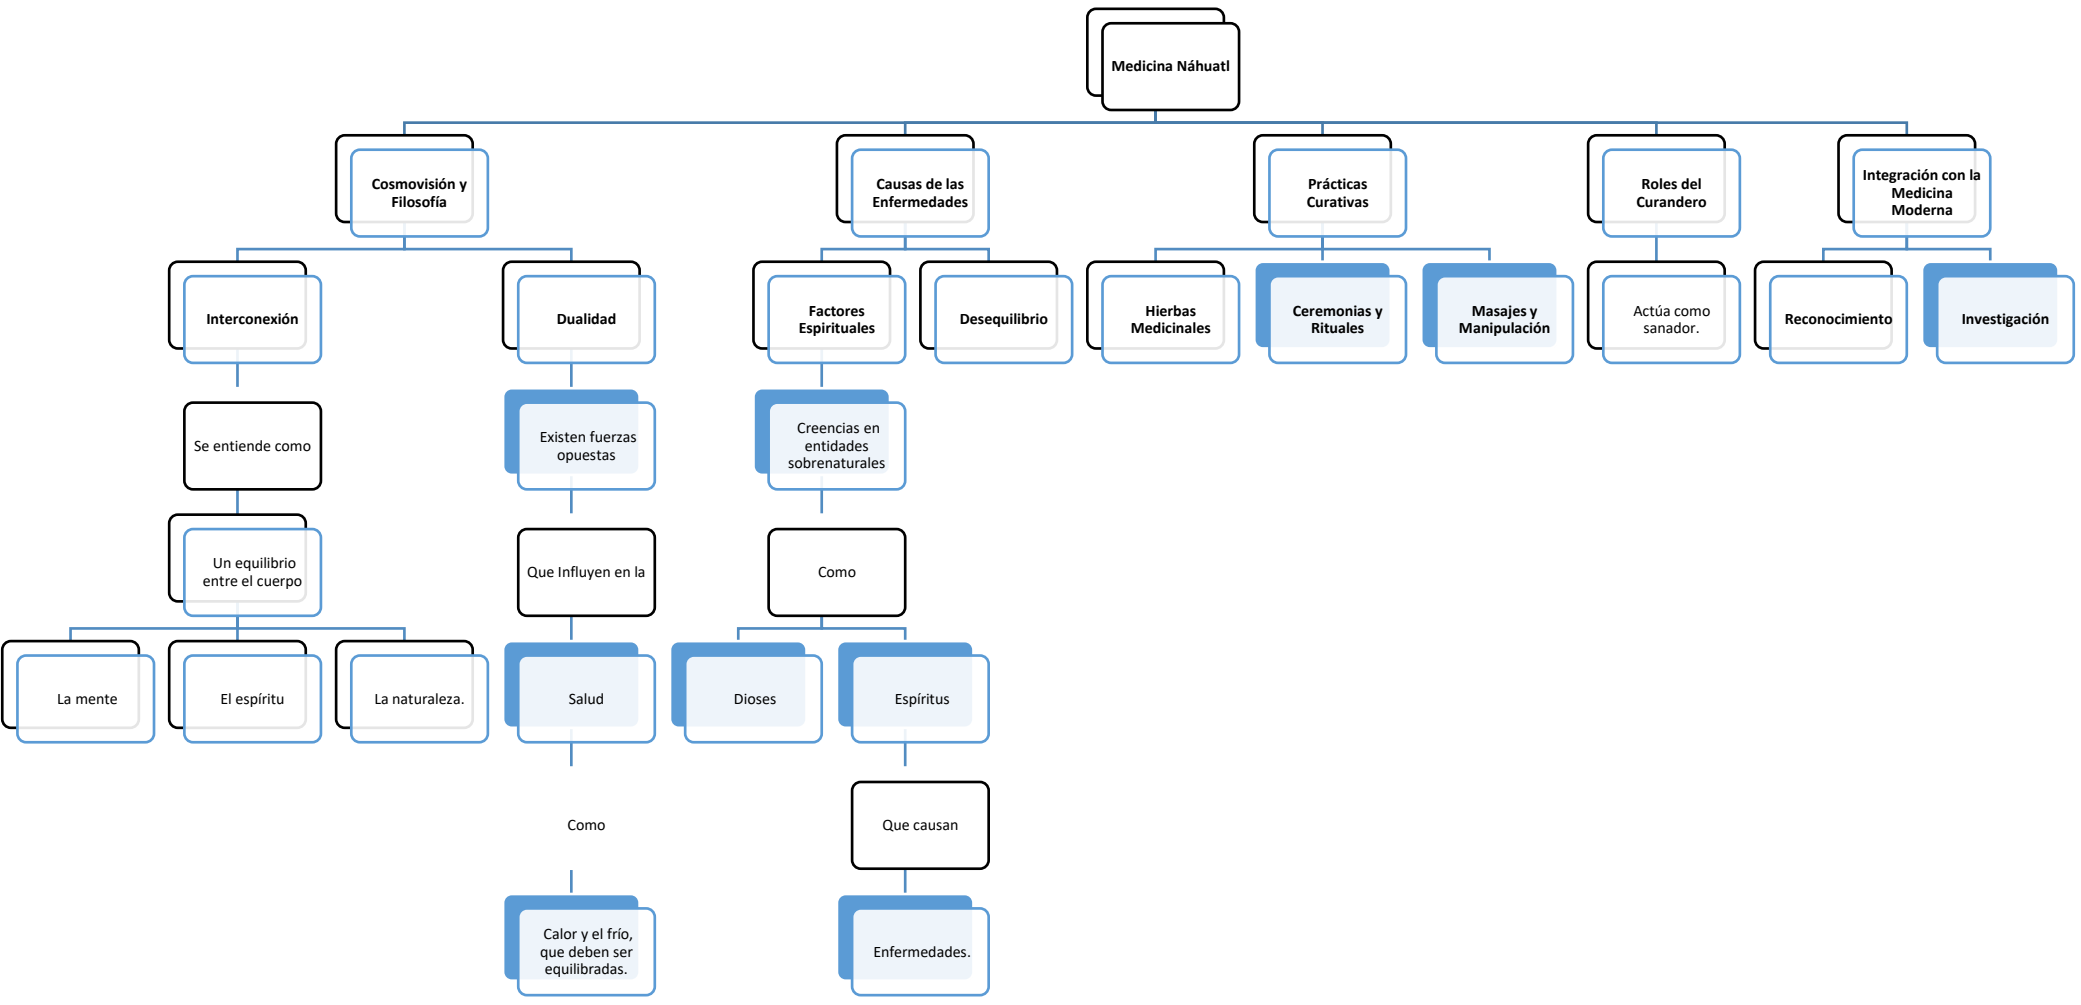 Medicina Náhuatl
Cosmovisión y
Filosofía
Causas de las
Enfermedades
Prácticas
Curativas
Roles del
Curandero
Integración con la
Medicina
Moderna
Interconexión
Dualidad
Factores
Espirituales
Desequilibrio
Hierbas
Medicinales
Ceremonias y
Rituales
Masajes y
Manipulación
Actúa como
sanador.
Reconocimiento
Investigación
Se entiende como
Existen fuerzas
opuestas
Creencias en
entidades
sobrenaturales
Un equilibrio
entre el cuerpo
Que Influyen en la
Como
La mente
El espíritu
La naturaleza.
Salud
Dioses
Espíritus
Como
Que causan
Calor y el frío,
que deben ser
equilibradas.
Enfermedades.